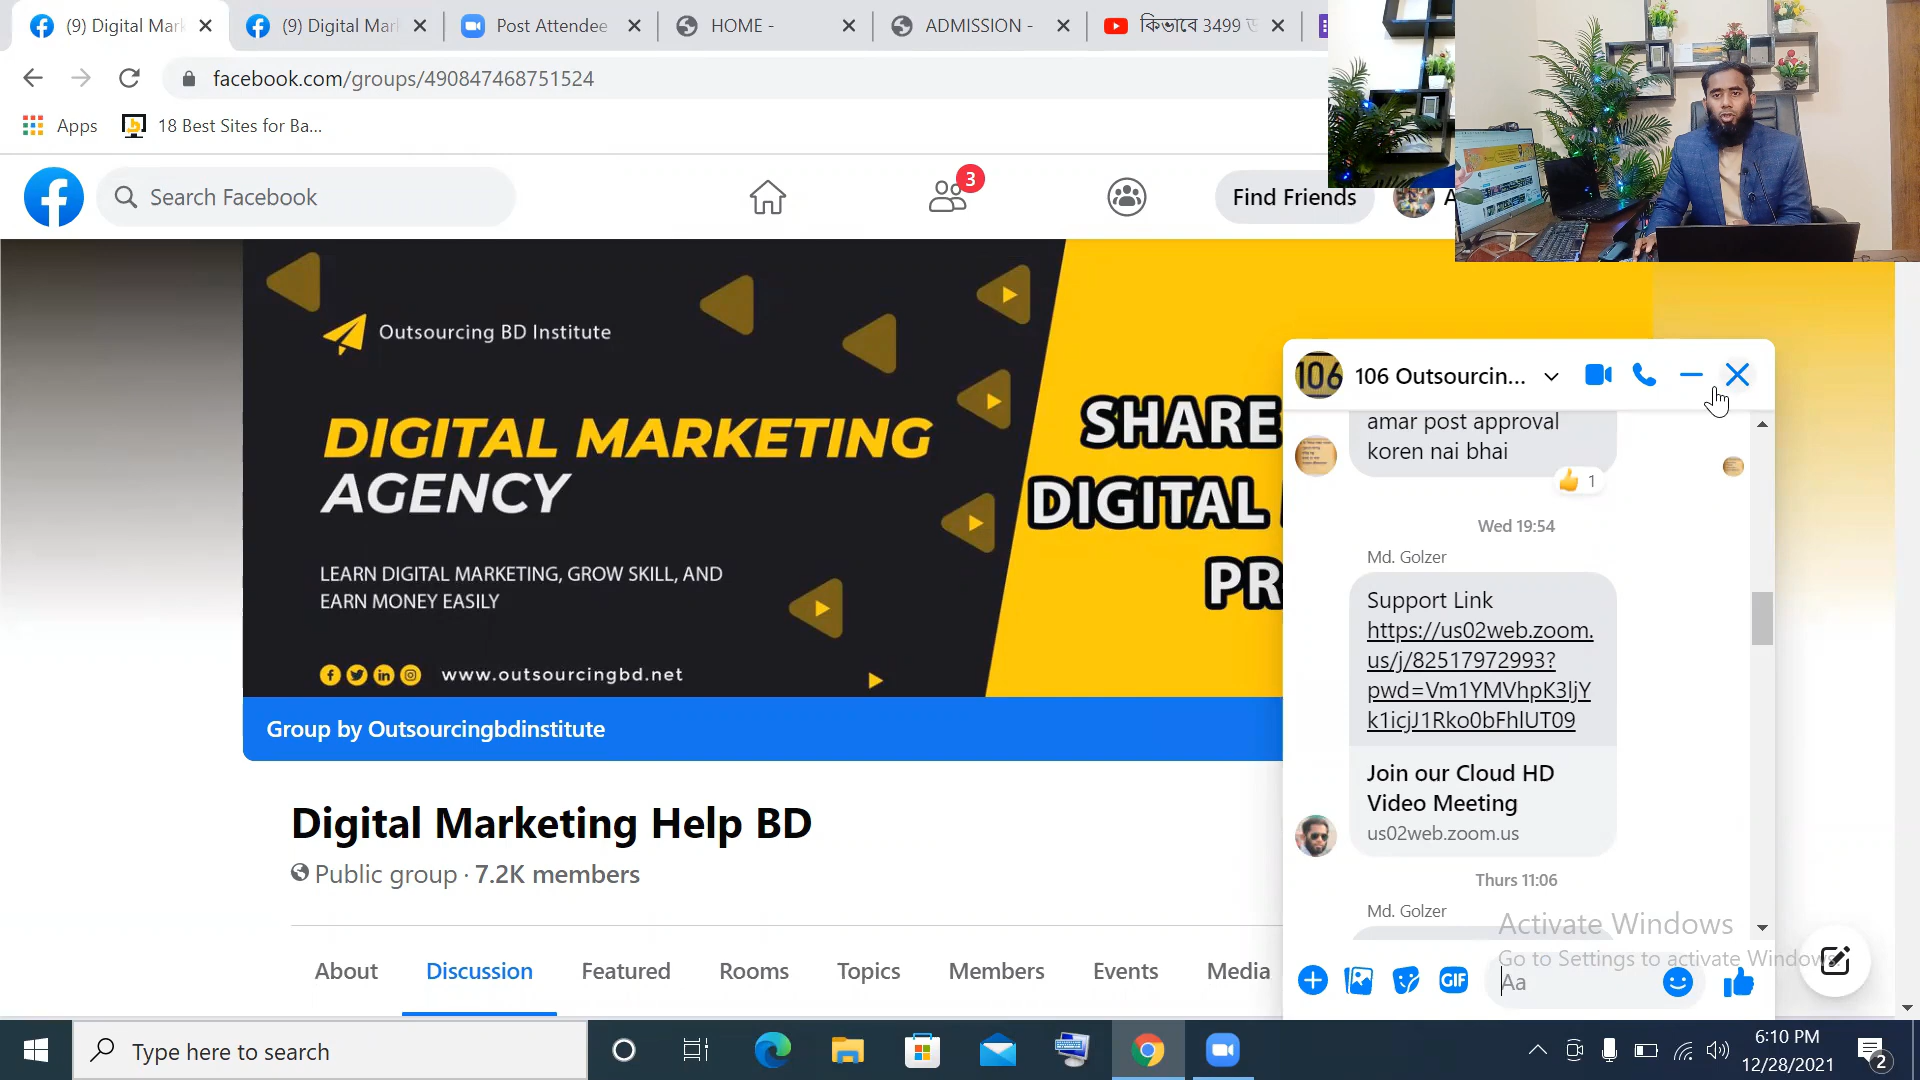 (9) Digital Mar
(9) Digital Mar
Post Attendee
HOME -
ADMISSION -
কিভাবে 3499
facebook.com/groups/490847468751524
Apps
18 Best Sites for Ba...
Search Facebook
3
Find Friends
Outsourcing BD Institute
DIGITAL MARKETING
AGENCY
LEARN DIGITAL MARKETING, GROW SKILL, AND
EARN MONEY EASILY
www.outsourcingbd.net
SHARE
DIGITAL
PR
Group by Outsourcingbdinstitute
Digital Marketing Help BD
Public group · 7.2K members
About
Discussion
Featured
Rooms
Topics
Members
Events
Media
106
106 Outsourcin...
amar post approval
koren nai bhai
1
Wed 19:54
Md. Golzer
Support Link
https://us02web.zoom.
us/j/82517972993?
pwd=Vm1YMVhpK3ljY
k1icjJ1Rko0bFhlUT09
Join our Cloud HD
Video Meeting
us02web.zoom.us
Thurs 11:06
Md. Golzer
Activate Windows
Go to Settings to activate Windows.
GIF
Aa
Type here to search
6:10 PM
12/28/2021
2